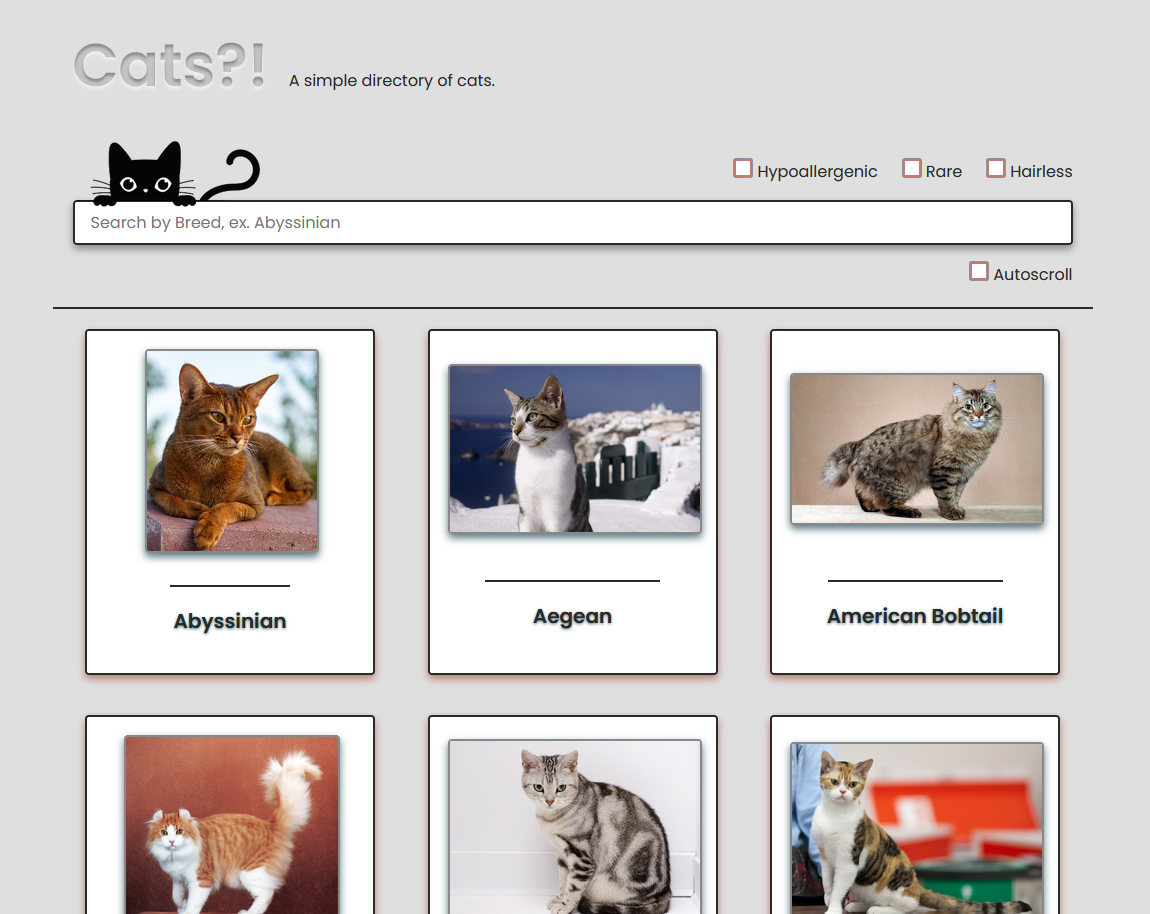 Cats?!
A simple directory of cats.
Hypoallergenic
Rare
Hairless
Search by Breed, ex. Abyssinian
Autoscroll
Abyssinian
Aegean
American Bobtail